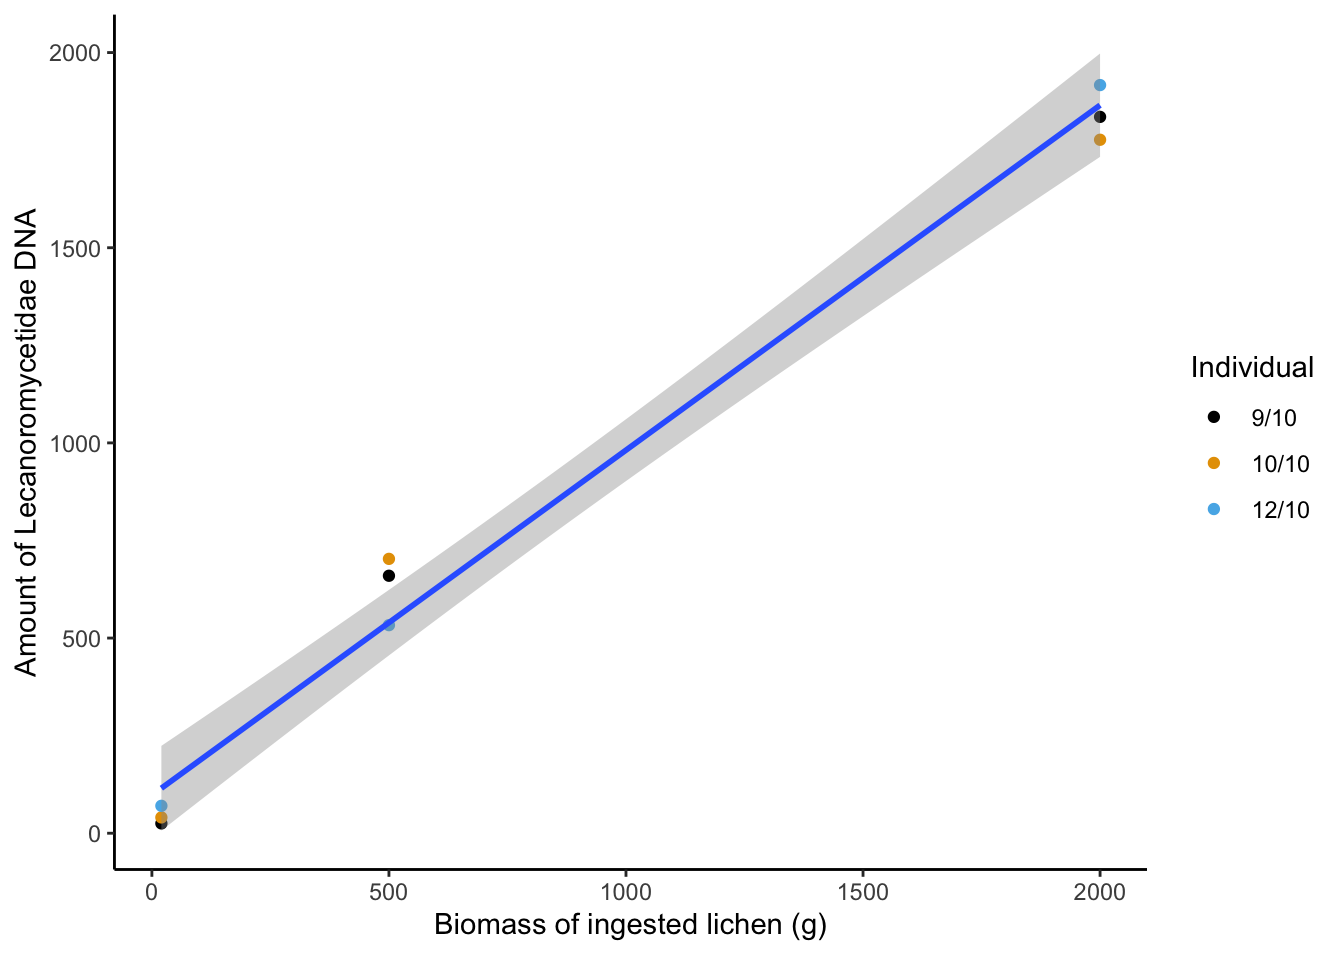 2000
1500
1000
500
0
Amount of Lecanoromycetidae DNA
0 500 1000 1500 2000
Biomass of ingested lichen (g)
Individual
9/10
10/10
12/10